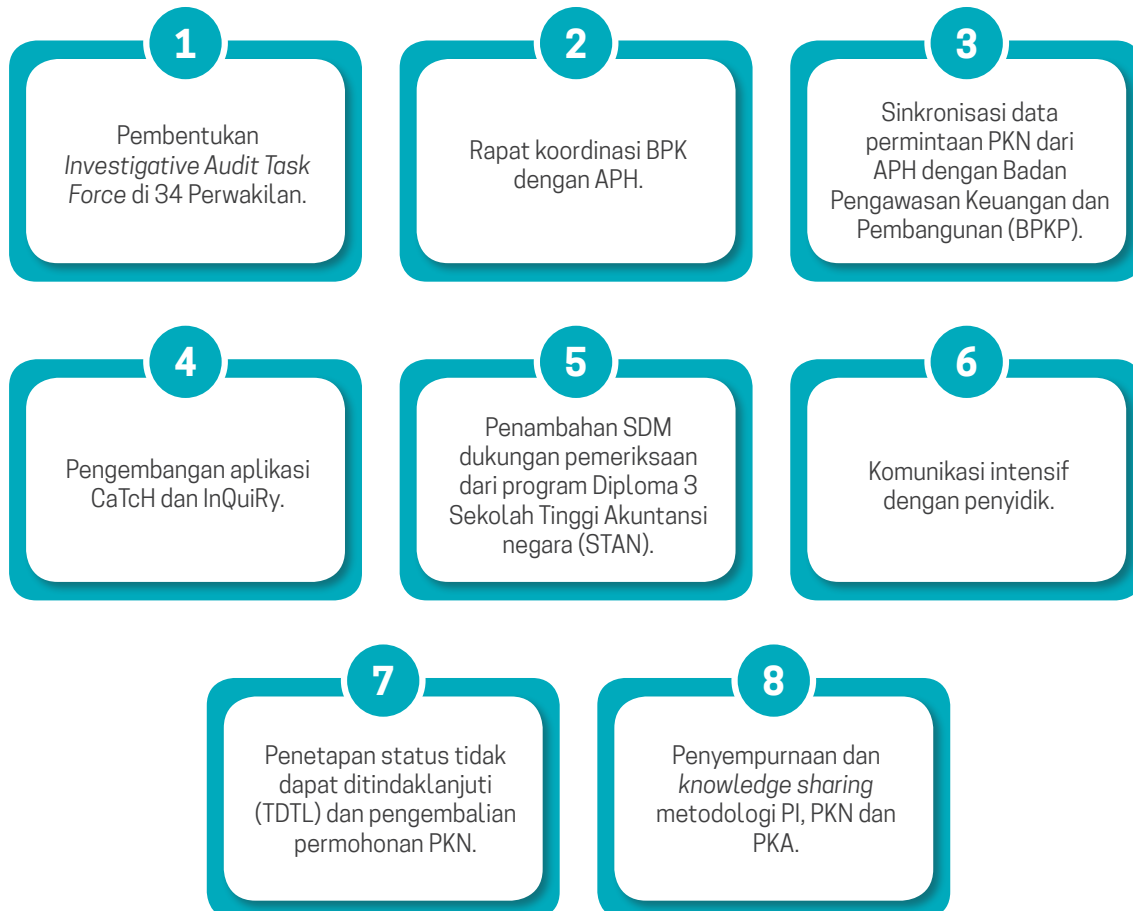 1
Pembentukan
Investigative Audit Task
Force di 34 Perwakilan.
2
Rapat koordinasi BPK
dengan APH.
3
Sinkronisasi data
permintaan PKN dari
APH dengan Badan
Pengawasan Keuangan dan
Pembangunan (BPKP).
4
Pengembangan aplikasi
CaTcH dan InQuiRy.
5
Penambahan SDM
dukungan pemeriksaan
dari program Diploma 3
Sekolah Tinggi Akuntansi
negara (STAN).
6
Komunikasi intensif
dengan penyidik.
7
Penetapan status tidak
dapat ditindaklanjuti
(TDTL) dan pengembalian
permohonan PKN.
8
Penyempurnaan dan
knowledge sharing
metodologi PI, PKN dan
PKA.